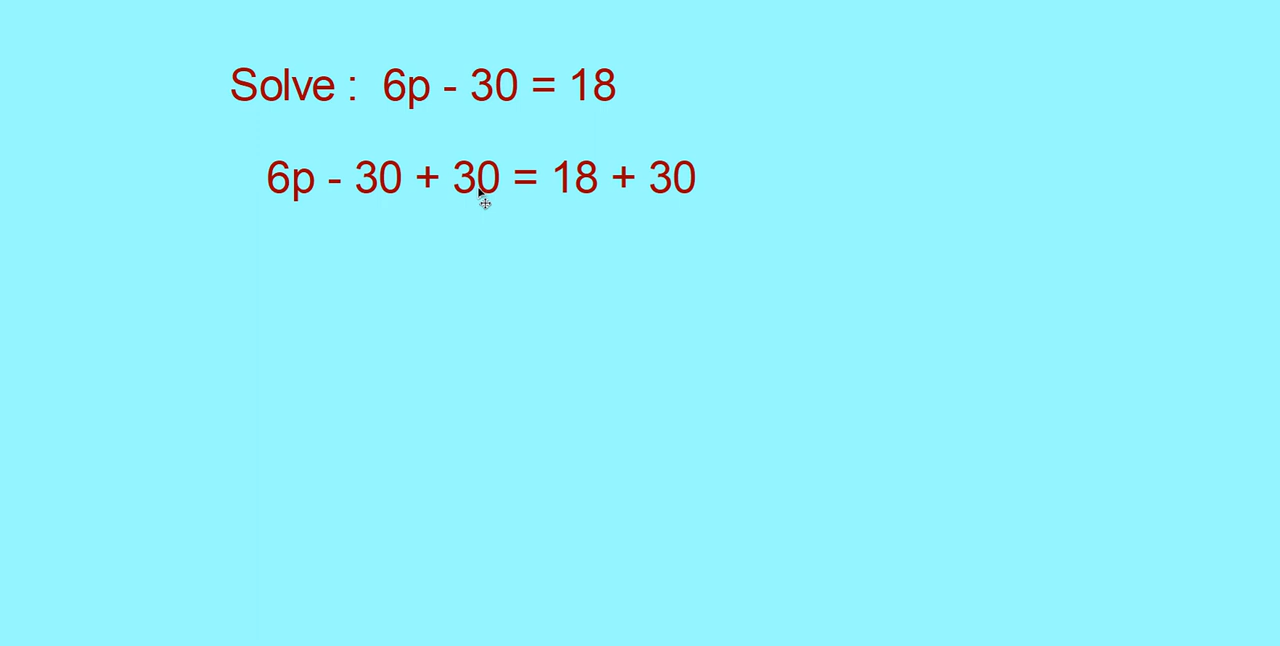 Solve : 6p - 30 = 18
6p - 30 + 30 = 18 + 30